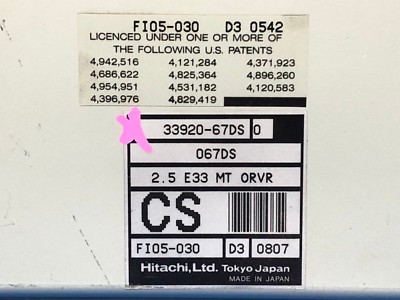 FI05-030 D3 0542
LICENCED UNDER ONE OR MORE OF
THE FOLLOWING U.S. PATENTS
4,942,516 4,121,284 4,371,923
4,686,622 4,825,364 4,896,260
4,954,951 4,531,182 4,120,583
4,396,976 4,829,419
33920-67DS 0
067DS
2.5 E33 MT ORVR
CS
FI05-030 D3 0807
Hitachi,Ltd. Tokyo Japan
MADE IN JAPAN